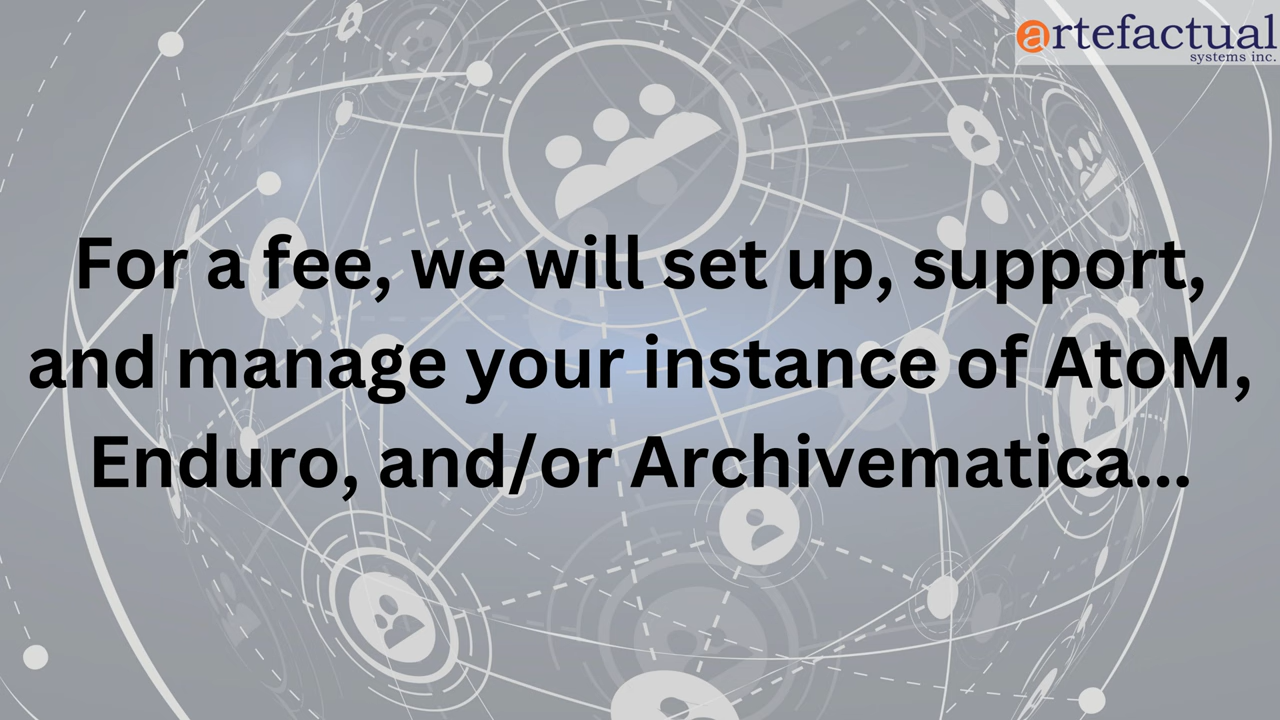 artefactual
systems inc.
For a fee, we will set up, support,
and manage your instance of AtoM,
Enduro, and/or Archivematica...